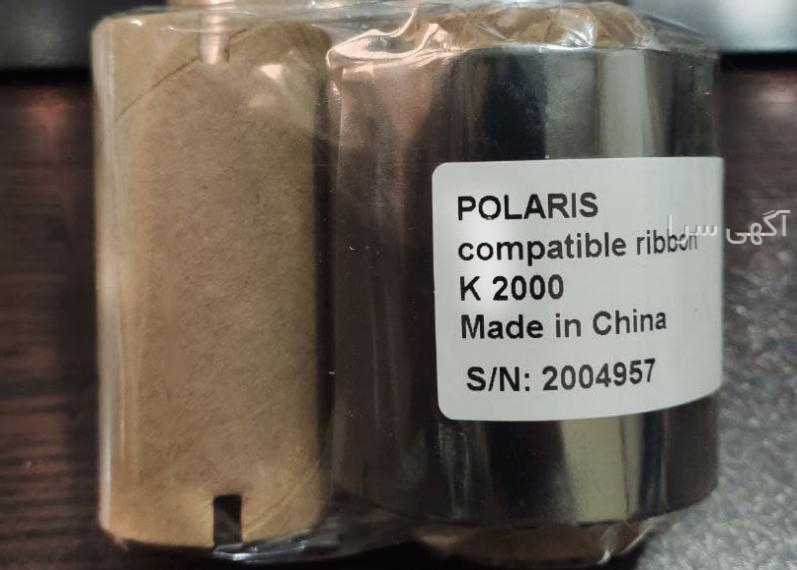 POLARIS
compatible ribbon
K 2000
Made in China
S/N: 2004957
آگهی سرا